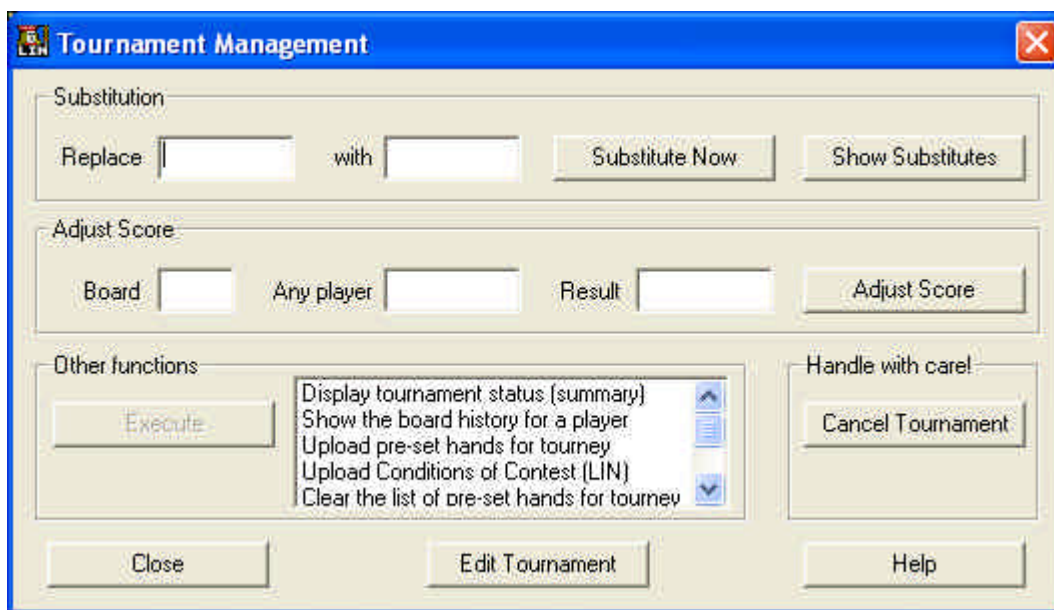 LIN Tournament Management
Substitution
Replace with Substitute Now Show Substitutes
Adjust Score
Board Any player Result Adjust Score
Other functions Handle with care!
Display tournament status (summary)
Execute Show the board history for a player Cancel Tournament
Upload pre-set hands for tourney
Upload Conditions of Contest (LIN)
Clear the list of pre-set hands for tourney
Close Edit Tournament Help